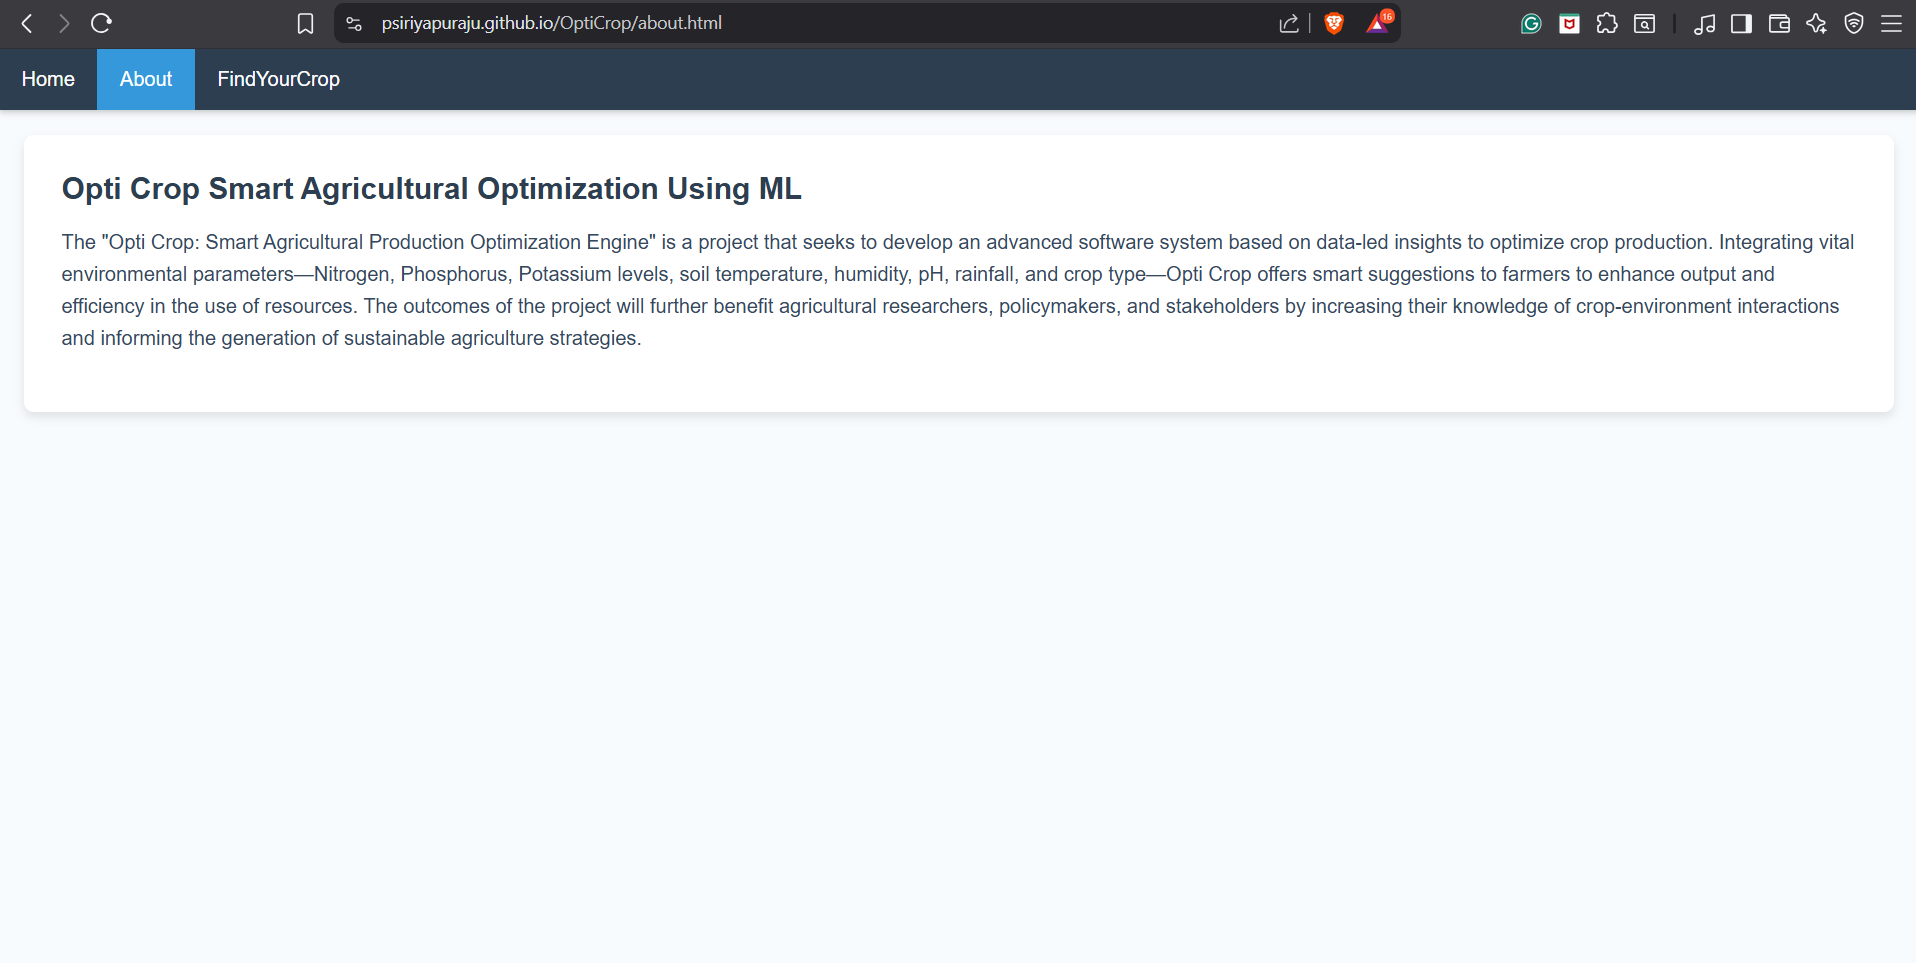 psiriyapuraju.github.io/OptiCrop/about.html
16
Home About FindYourCrop
Opti Crop Smart Agricultural Optimization Using ML
The "Opti Crop: Smart Agricultural Production Optimization Engine" is a project that seeks to develop an advanced software system based on data-led insights to optimize crop production. Integrating vital
environmental parameters—Nitrogen, Phosphorus, Potassium levels, soil temperature, humidity, pH, rainfall, and crop type—Opti Crop offers smart suggestions to farmers to enhance output and
efficiency in the use of resources. The outcomes of the project will further benefit agricultural researchers, policymakers, and stakeholders by increasing their knowledge of crop-environment interactions
and informing the generation of sustainable agriculture strategies.